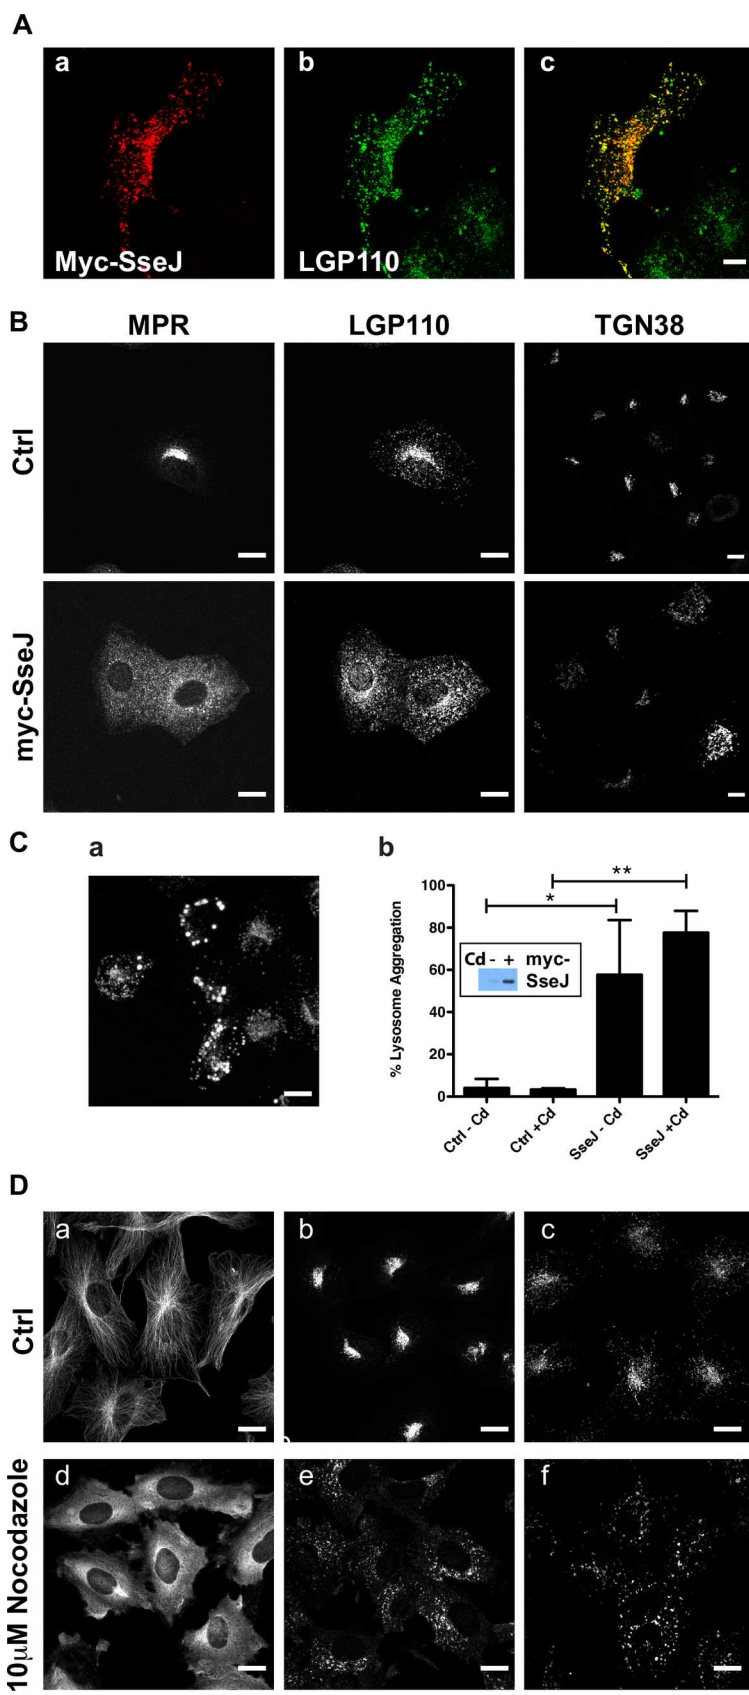 A
a
b
c
Myc-SseJ
LGP110
B
MPR
LGP110
TGN38
Ctrl
myc-SseJ
C
a
b
% Lysosome Aggregation
100
80
60
40
20
0
*
**
Cd - + myc-
SseJ
Ctrl - Cd
Ctrl +Cd
SseJ - Cd
SseJ +Cd
D
Ctrl
a
b
c
10μM Nocodazole
d
e
f